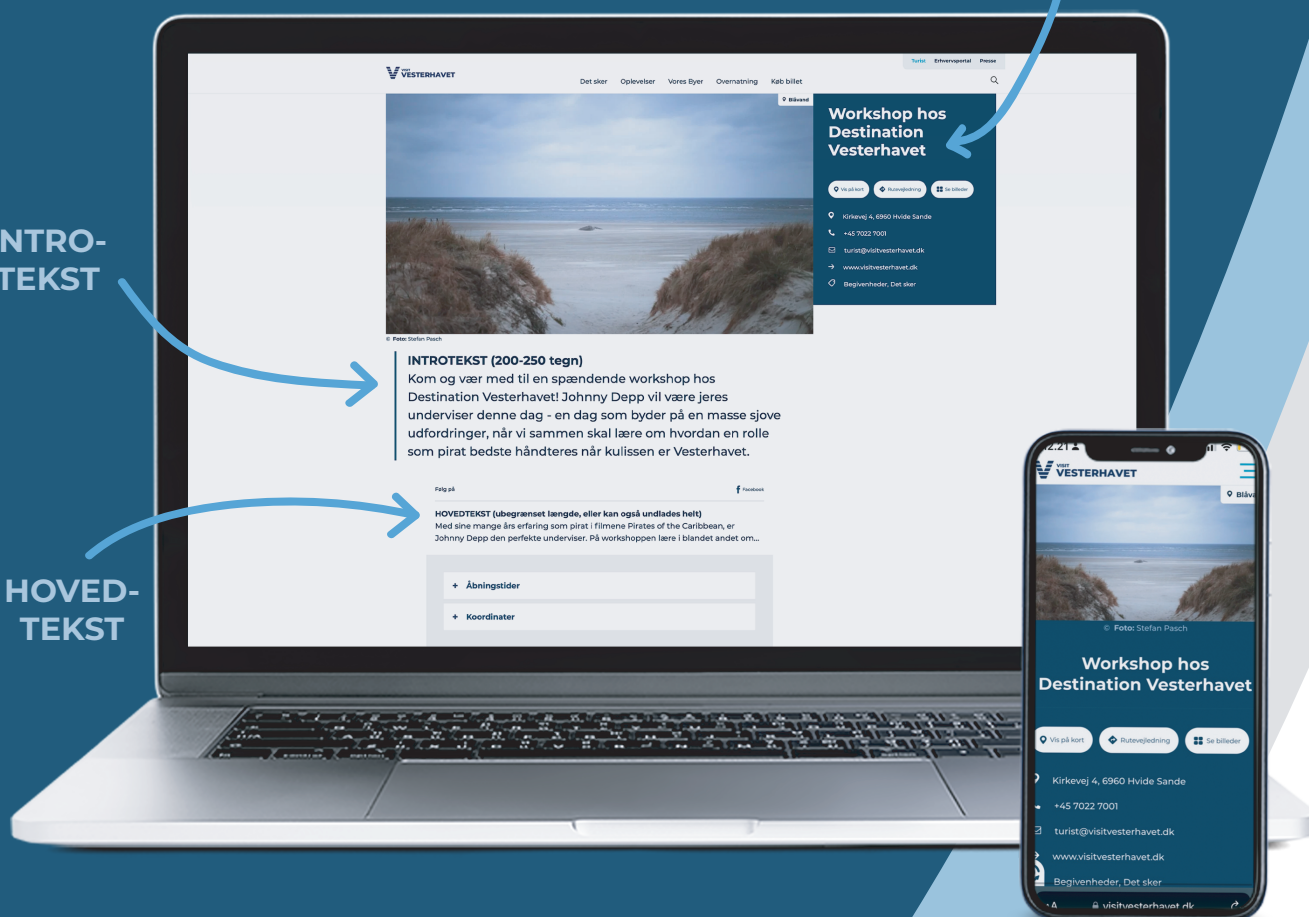 VISIT
VESTERHAVET
Turist Erhvervsportal Presse
Det sker Oplevelser Vores Byer Overnatning Køb billet
Blåvand
Workshop hos
Destination
Vesterhavet
Vis på kort Rutevejledning Se billeder
Kirkevej 4, 6960 Hvide Sande
+45 7022 7001
turist@visitvesterhavet.dk
www.visitvesterhavet.dk
Begivenheder, Det sker
© Foto: Stefan Pasch
NTRO-
TEKST
INTROTEKST (200-250 tegn)
Kom og vær med til en spændende workshop hos
Destination Vesterhavet! Johnny Depp vil være jeres
underviser denne dag - en dag som byder på en masse sjove
udfordringer, når vi sammen skal lære om hvordan en rolle
som pirat bedste håndteres når kulissen er Vesterhavet.
Følg på Facebook
HOVEDTEKST (ubegrænset længde, eller kan også undlades helt)
Med sine mange års erfaring som pirat i filmene Pirates of the Caribbean, er
Johnny Depp den perfekte underviser. På workshoppen lære i blandet andet om...
+ Åbningstider
+ Koordinater
HOVED-
TEKST
2.21
VISIT
VESTERHAVET
Blåva
© Foto: Stefan Pasch
Workshop hos
Destination Vesterhavet
Vis på kort Rutevejledning Se billeder
Kirkevej 4, 6960 Hvide Sande
+45 7022 7001
turist@visitvesterhavet.dk
www.visitvesterhavet.dk
Begivenheder, Det sker
visitvesterhavet.dk